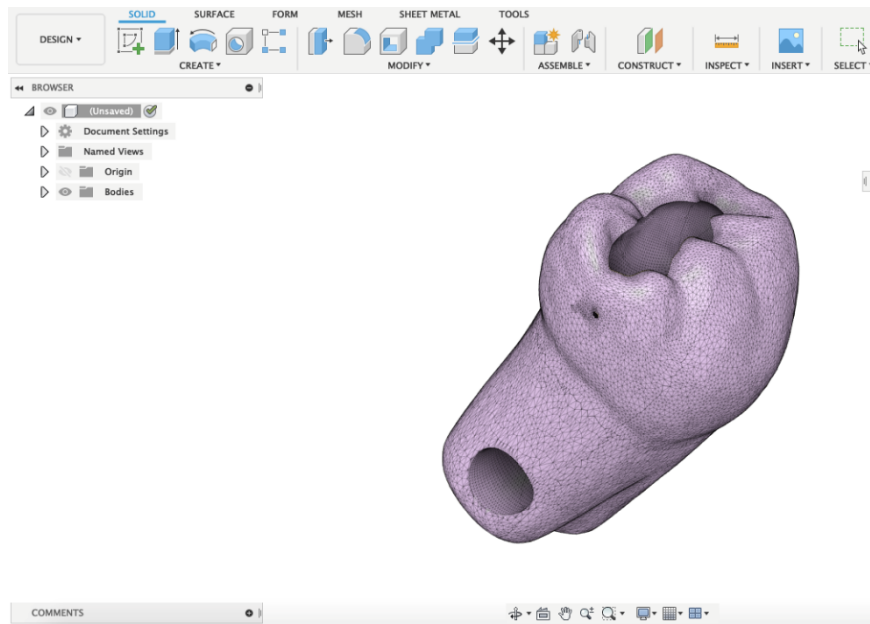 SOLID SURFACE FORM MESH SHEET METAL TOOLS
DESIGN
CREATE MODIFY ASSEMBLE CONSTRUCT INSPECT INSERT SELECT
BROWSER
(Unsaved)
Document Settings
Named Views
Origin
Bodies
COMMENTS